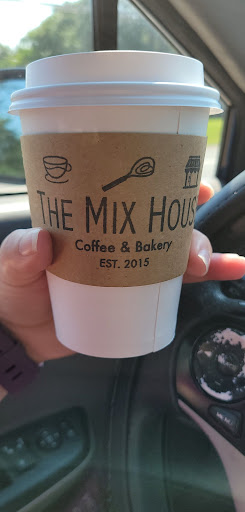 THE MIX HOUS
Coffee & Bakery
EST. 2015